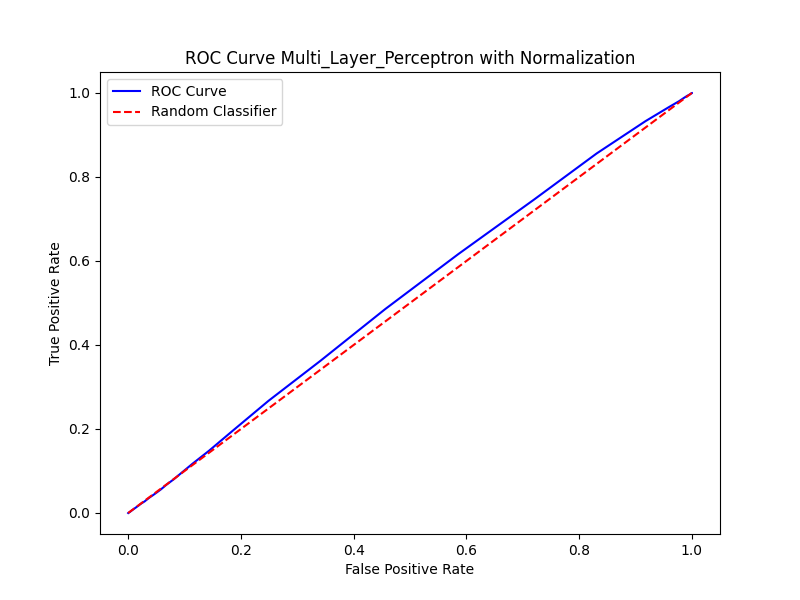 ROC Curve Multi_Layer_Perceptron with Normalization
ROC Curve
Random Classifier
True Positive Rate
1.0
0.8
0.6
0.4
0.2
0.0
0.0 0.2 0.4 0.6 0.8 1.0
False Positive Rate